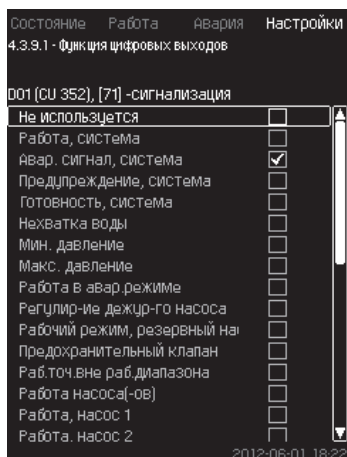 Состояние Работа Авария Настройки
4.3.9.1 - Функция цифровых выходов
DO1 (CU 352), [71] -сигнализация
Не используется
Работа, система
Авар. сигнал, система
Предупреждение, система
Готовность, система
Нехватка воды
Мин. давление
Макс. давление
Работа в авар.режиме
Регулир-ие дежур-го насоса
Рабочий режим, резервный на
Предохранительный клапан
Раб.точ.вне раб.диапазона
Работа насоса(-ов)
Работа, насос 1
Работа. насос 2
2012-06-01 18:22